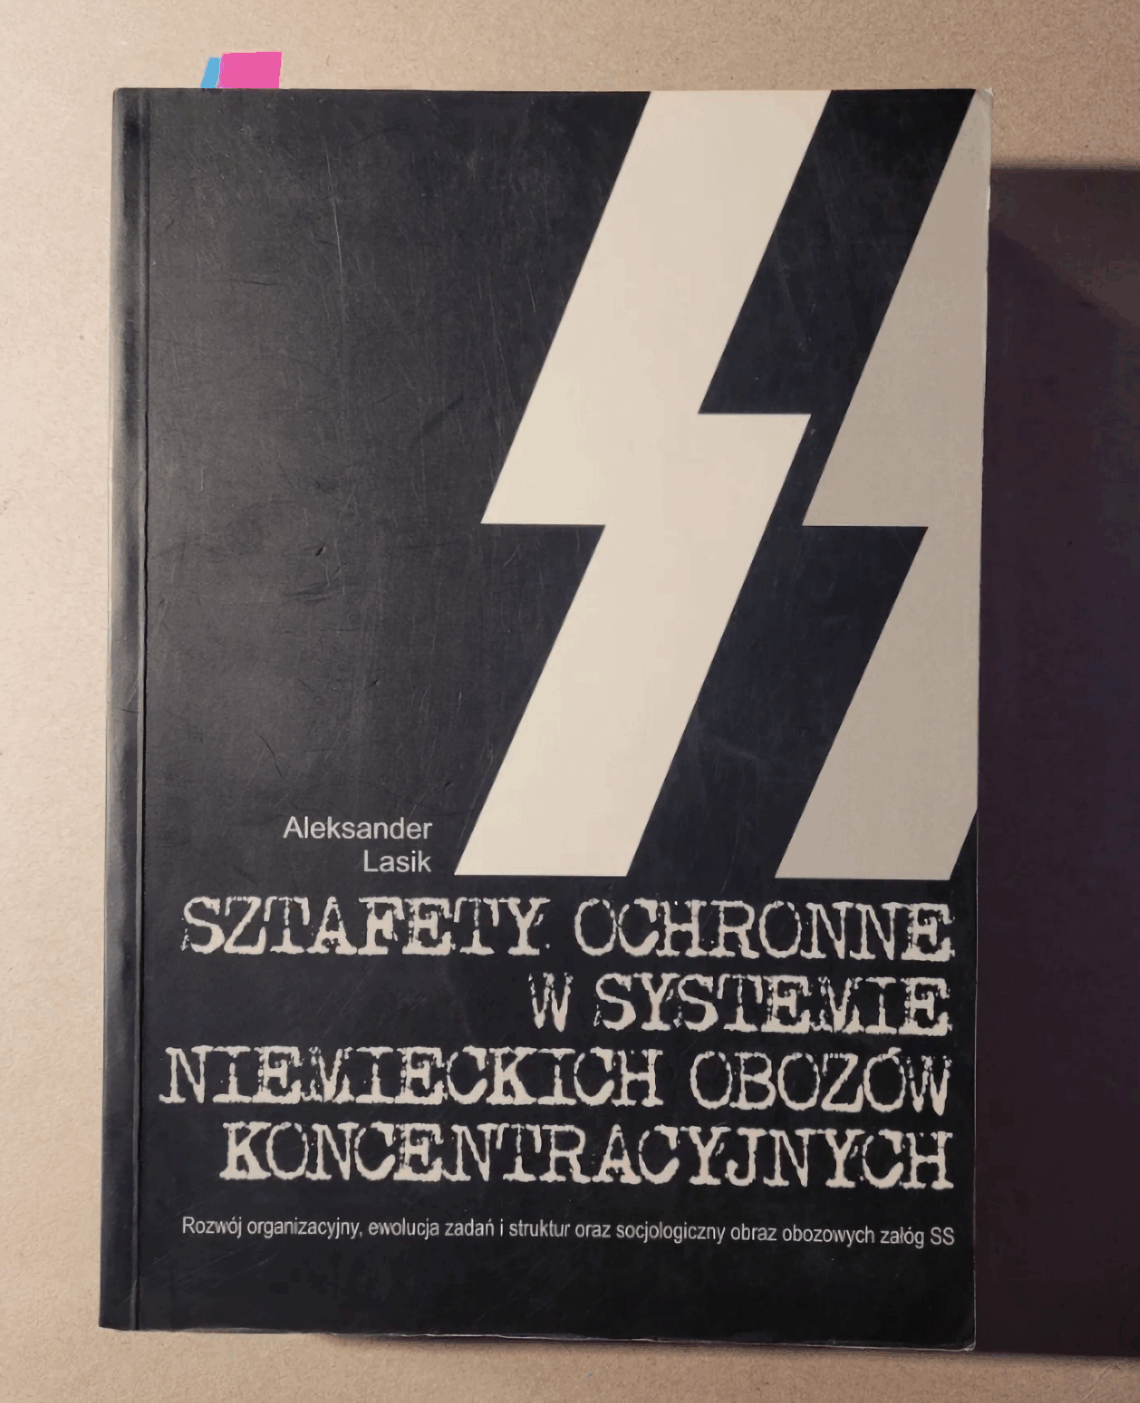 Aleksander
Lasik
SZTAFETY OCHRONNE
W SYSTEMIE
NIEMIECKICH OBOZÓW
KONCENTRACYJNYCH
Rozwój organizacyjny, ewolucja zadań i struktur oraz socjologiczny obraz obozowych załóg SS